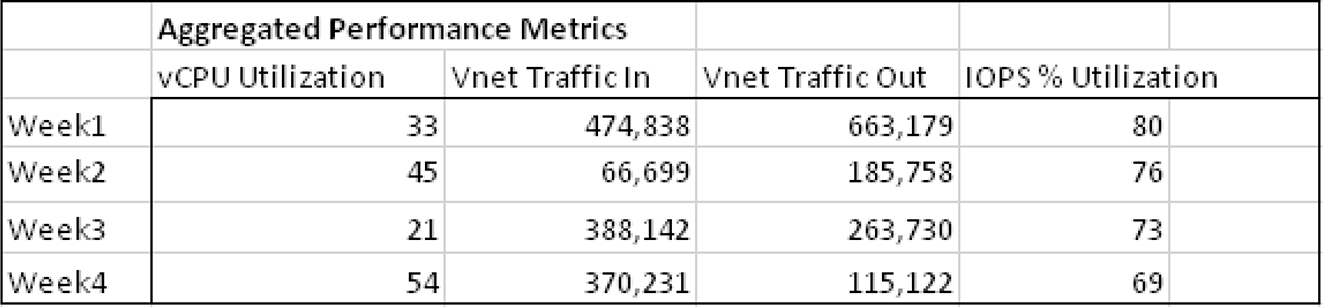 Aggregated Performance Metrics
vCPU Utilization Vnet Traffic In Vnet Traffic Out IOPS % Utilization
Week1 33 474,838 663,179 80
Week2 45 66,699 185,758 76
Week3 21 388,142 263,730 73
Week4 54 370,231 115,122 69